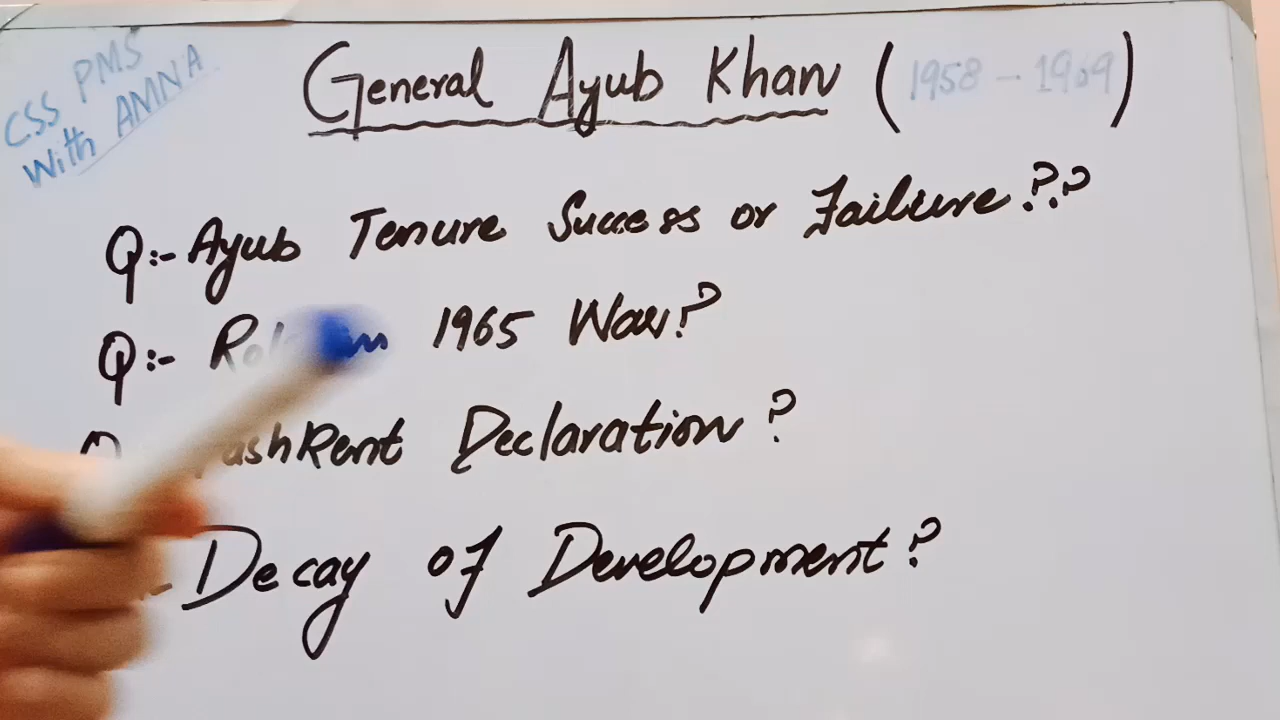 CSS PMS
With AMNA
General Ayub Khan (1958 - 1969)
Q:- Ayub Tenure Success or Failure??
Q:- 1965 War?
Declaration?
Decay of Development?